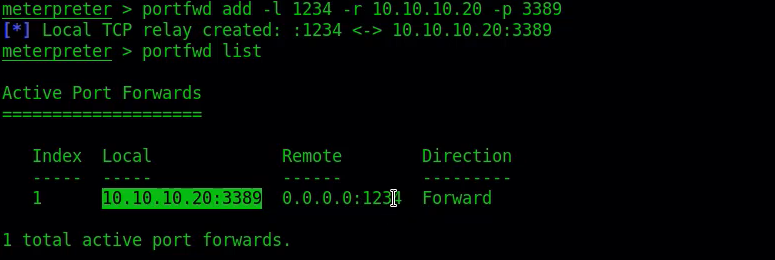 meterpreter > portfwd add -l 1234 -r 10.10.10.20 -p 3389
[*] Local TCP relay created: :1234 <-> 10.10.10.20:3389
meterpreter > portfwd list
Active Port Forwards
====================
Index  Local              Remote         Direction
-----  -----              ------         ---------
1      10.10.10.20:3389   0.0.0.0:1234   Forward
1 total active port forwards.